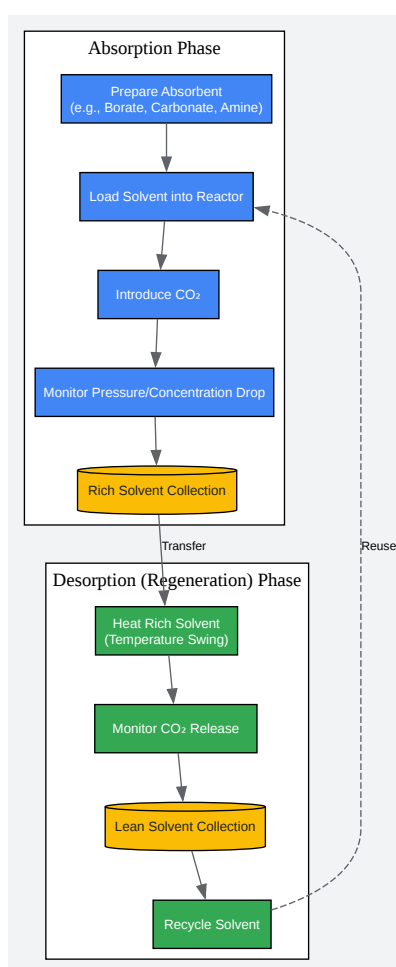 Absorption Phase
Prepare Absorbent
(e.g., Borate, Carbonate, Amine)
Load Solvent into Reactor
Introduce CO₂
Monitor Pressure/Concentration Drop
Rich Solvent Collection
Transfer
Reuse
Desorption (Regeneration) Phase
Heat Rich Solvent
(Temperature Swing)
Monitor CO₂ Release
Lean Solvent Collection
Recycle Solvent